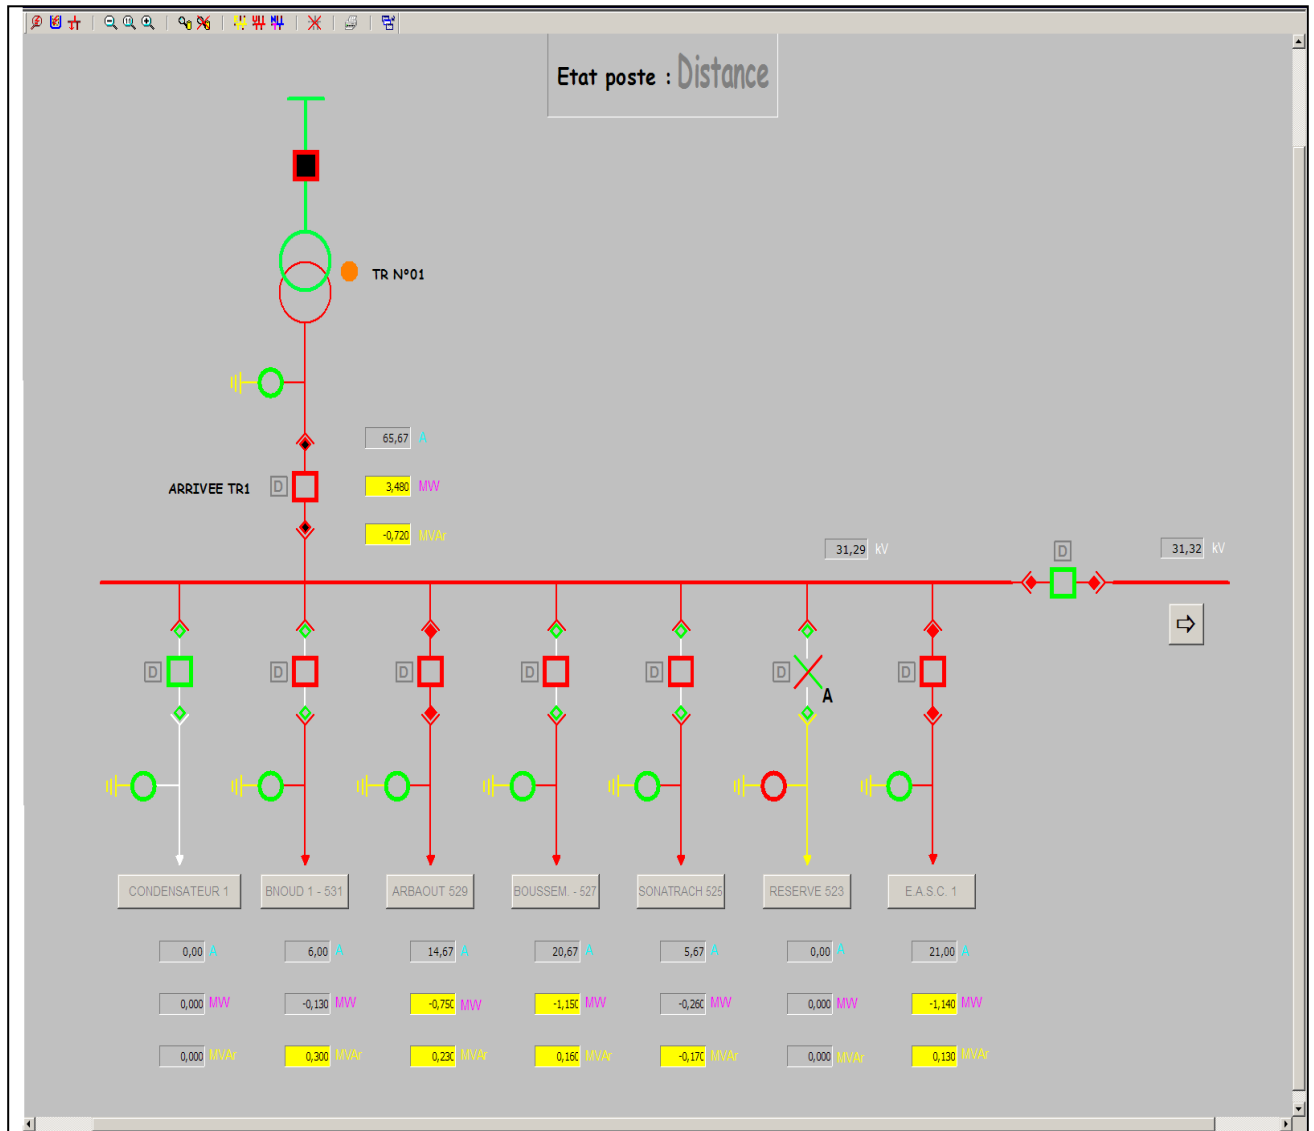 Etat poste : Distance
TR N°01
65,67 A
ARRIVEE TR1 D 3,480 MW
-0,720 MVAr
31,29 kV D 31,32 kV
D D D D D D D
A
CONDENSATEUR 1 BNOUD 1 - 531 ARBAOUT 529 BOUSSEM. - 527 SONATRACH 525 RESERVE 523 E.A.S.C. 1
0,00 A 6,00 A 14,67 A 20,67 A 5,67 A 0,00 A 21,00 A
0,000 MW -0,130 MW -0,750 MW -1,150 MW -0,260 MW 0,000 MW -1,140 MW
0,000 MVAr 0,300 MVAr 0,230 MVAr 0,160 MVAr -0,170 MVAr 0,000 MVAr 0,130 MVAr